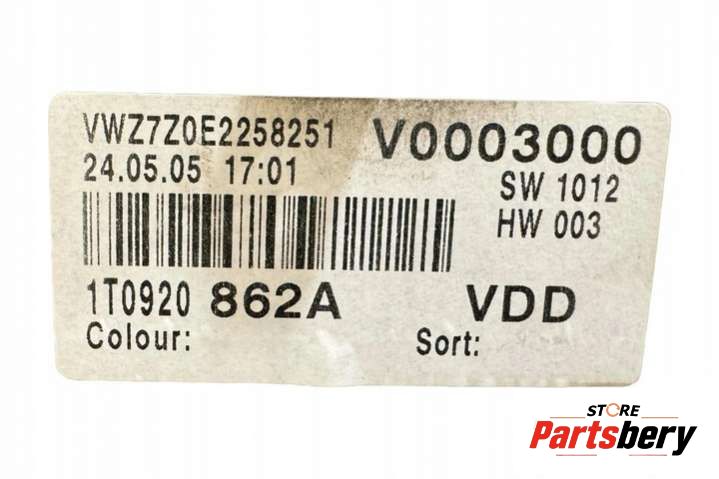 VWZ7Z0E2258251 V0003000
24.05.05 17:01 SW 1012
HW 003
1T0920 862A VDD
Colour: Sort:
STORE
Partsbery